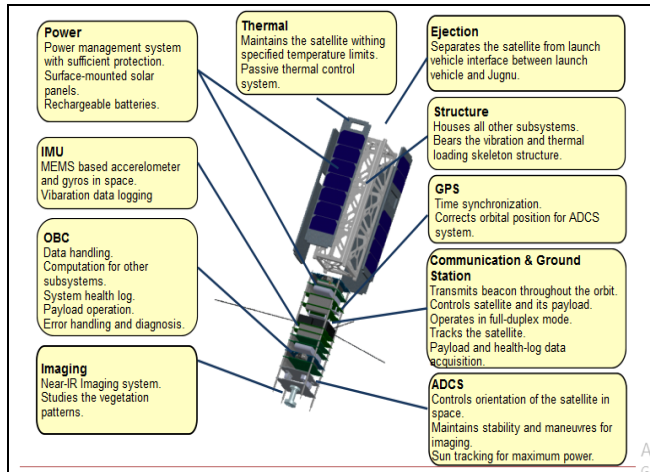 Power
Power management system
with sufficient protection.
Surface-mounted solar
panels.
Rechargeable batteries.
Thermal
Maintains the satellite withing
specified temperature limits.
Passive thermal control
system.
Ejection
Separates the satellite from launch
vehicle interface between launch
vehicle and Jugnu.
Structure
Houses all other subsystems.
Bears the vibration and thermal
loading skeleton structure.
IMU
MEMS based accerelometer
and gyros in space.
Vibaration data logging
GPS
Time synchronization.
Corrects orbital position for ADCS
system.
OBC
Data handling.
Computation for other
subsystems.
System health log.
Payload operation.
Error handling and diagnosis.
Communication & Ground
Station
Transmits beacon throughout the orbit.
Controls satellite and its payload.
Operates in full-duplex mode.
Tracks the satellite.
Payload and health-log data
acquisition.
Imaging
Near-IR Imaging system.
Studies the vegetation
patterns.
ADCS
Controls orientation of the satellite in
space.
Maintains stability and maneuvres for
imaging.
Sun tracking for maximum power.